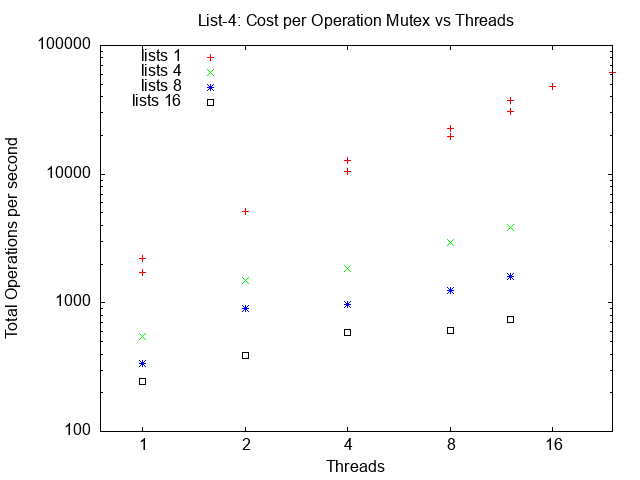 List-4: Cost per Operation Mutex vs Threads
100000
10000
1000
100
Total Operations per second
lists 1
lists 4
lists 8
lists 16
1 2 4 8 16
Threads